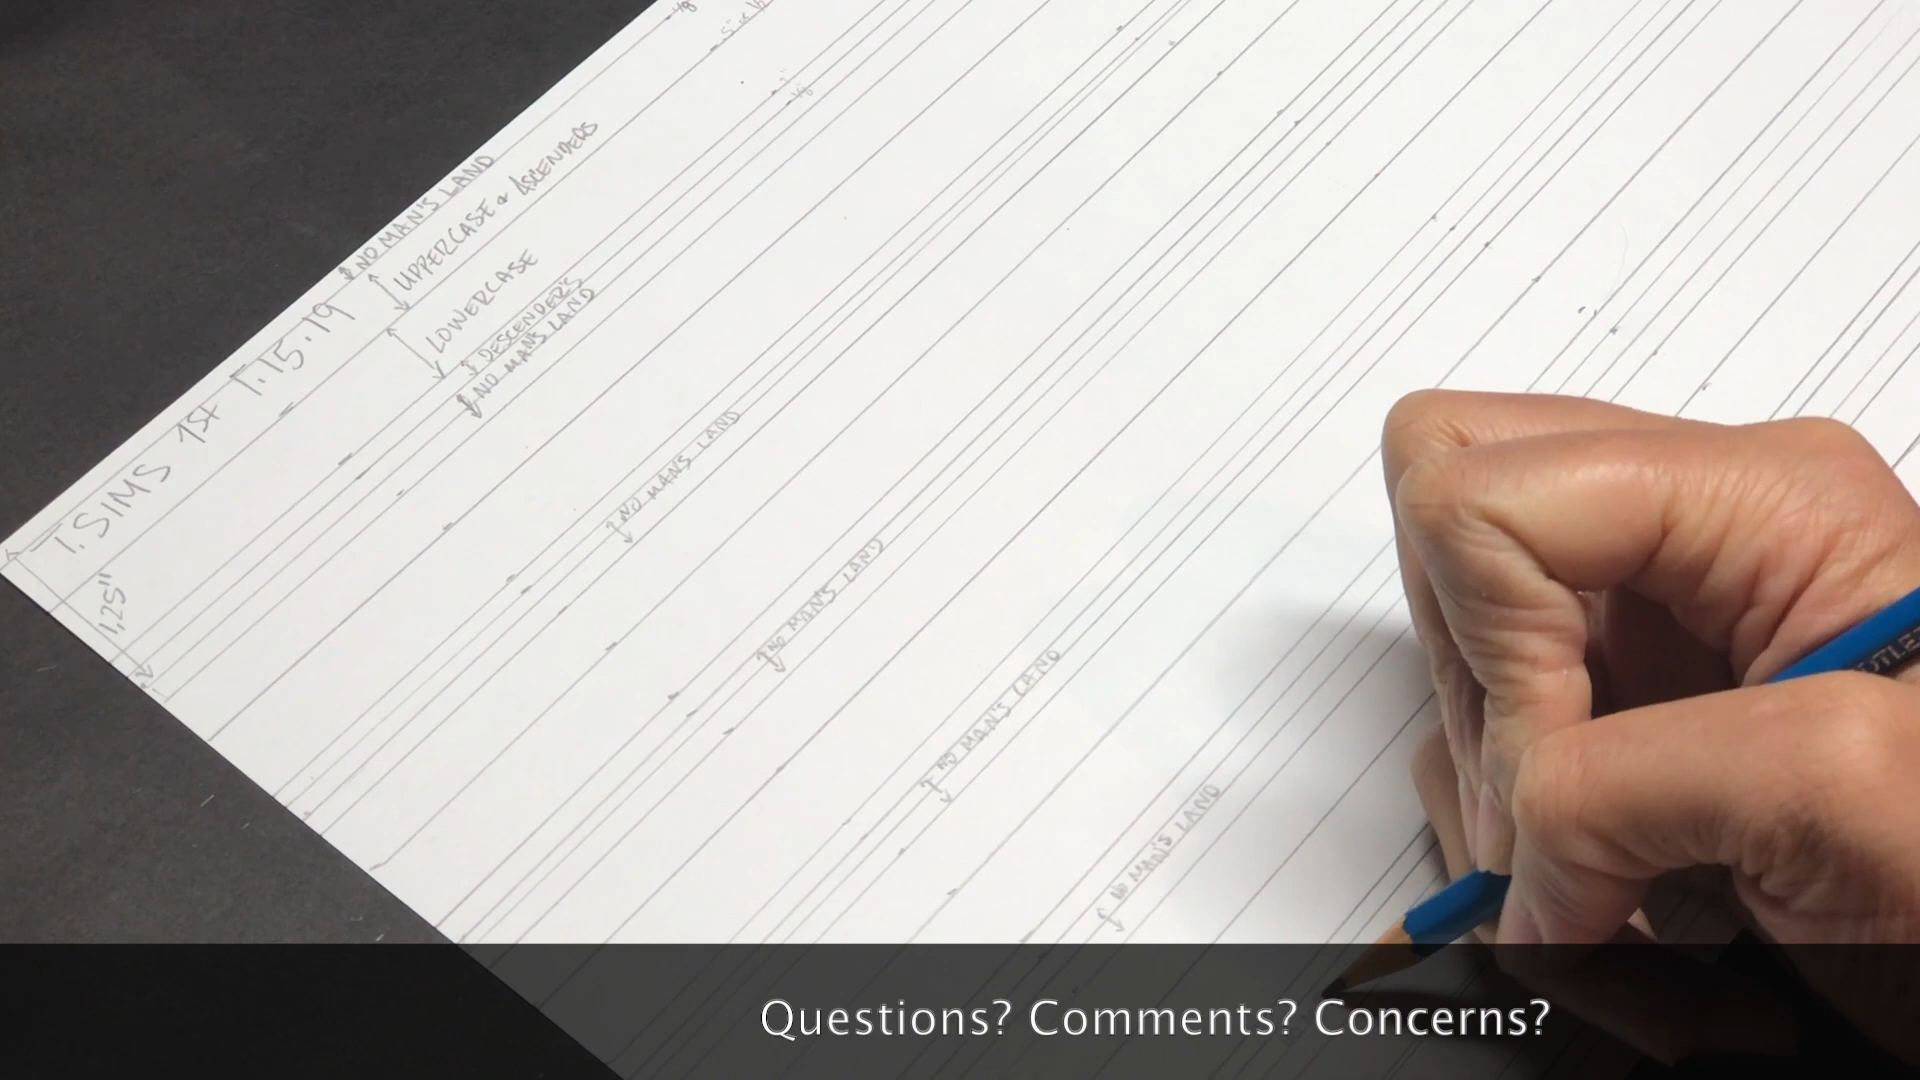 NO MAN'S LAND
UPPERCASE & ASCENDERS
LOWERCASE
DESCENDER'S
NO MAN'S LAND
T. SIMS 1st 1.15.19
1.25"
NO MAN'S LAND
NO MAN'S LAND
NO MAN'S LAND
NO MAN'S LAND
Questions? Comments? Concerns?